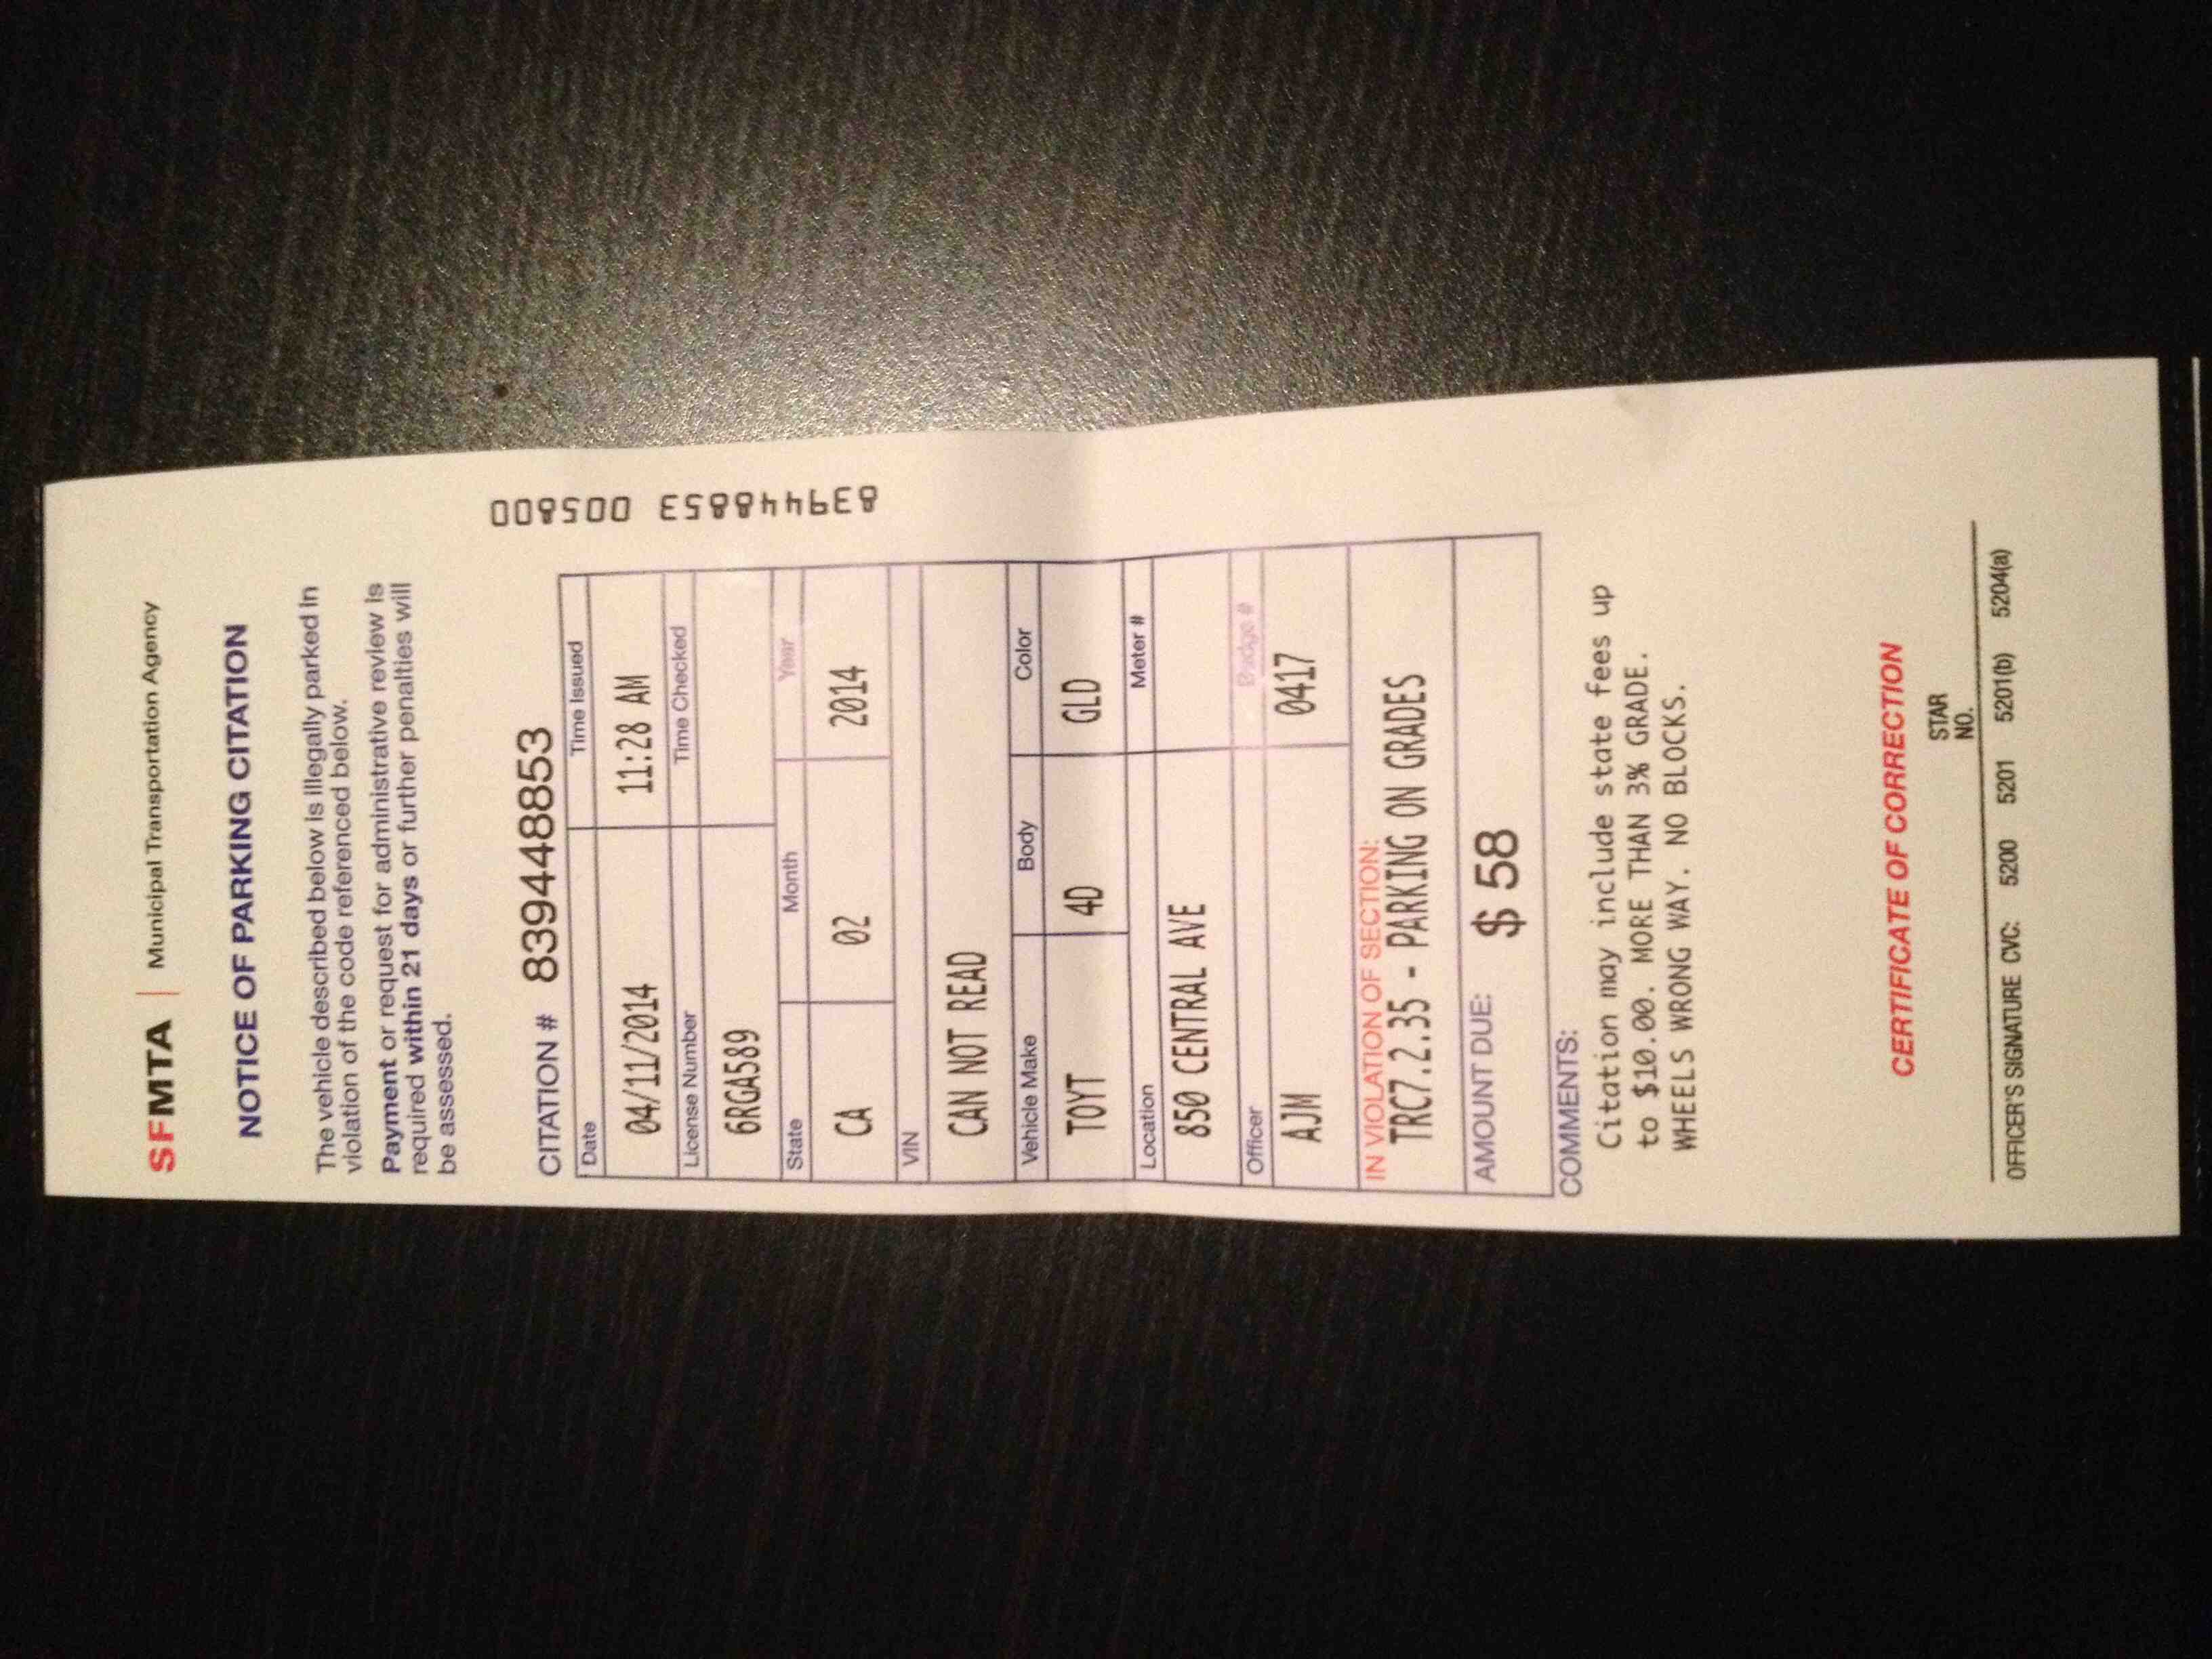 SFMTA | Municipal Transportation Agency
NOTICE OF PARKING CITATION
The vehicle described below is illegally parked in
violation of the code referenced below.
Payment or request for administrative review is
required within 21 days or further penalties will
be assessed.
CITATION # 839448853
Date Time Issued
04/11/2014 11:28 AM
License Number Time Checked
6RGA589
State Month Year
CA 02 2014
VIN
CAN NOT READ
Vehicle Make Body Color
TOYT 4D GLD
Location Meter #
850 CENTRAL AVE
Officer Badge #
AJM 0417
IN VIOLATION OF SECTION:
TRC7.2.35 - PARKING ON GRADES
AMOUNT DUE: $ 58
COMMENTS:
Citation may include state fees up
to $10.00. MORE THAN 3% GRADE.
WHEELS WRONG WAY. NO BLOCKS.
CERTIFICATE OF CORRECTION
STAR
NO.
OFFICER'S SIGNATURE CVC: 5200 5201 5201(b) 5204(a)
839448853 005800